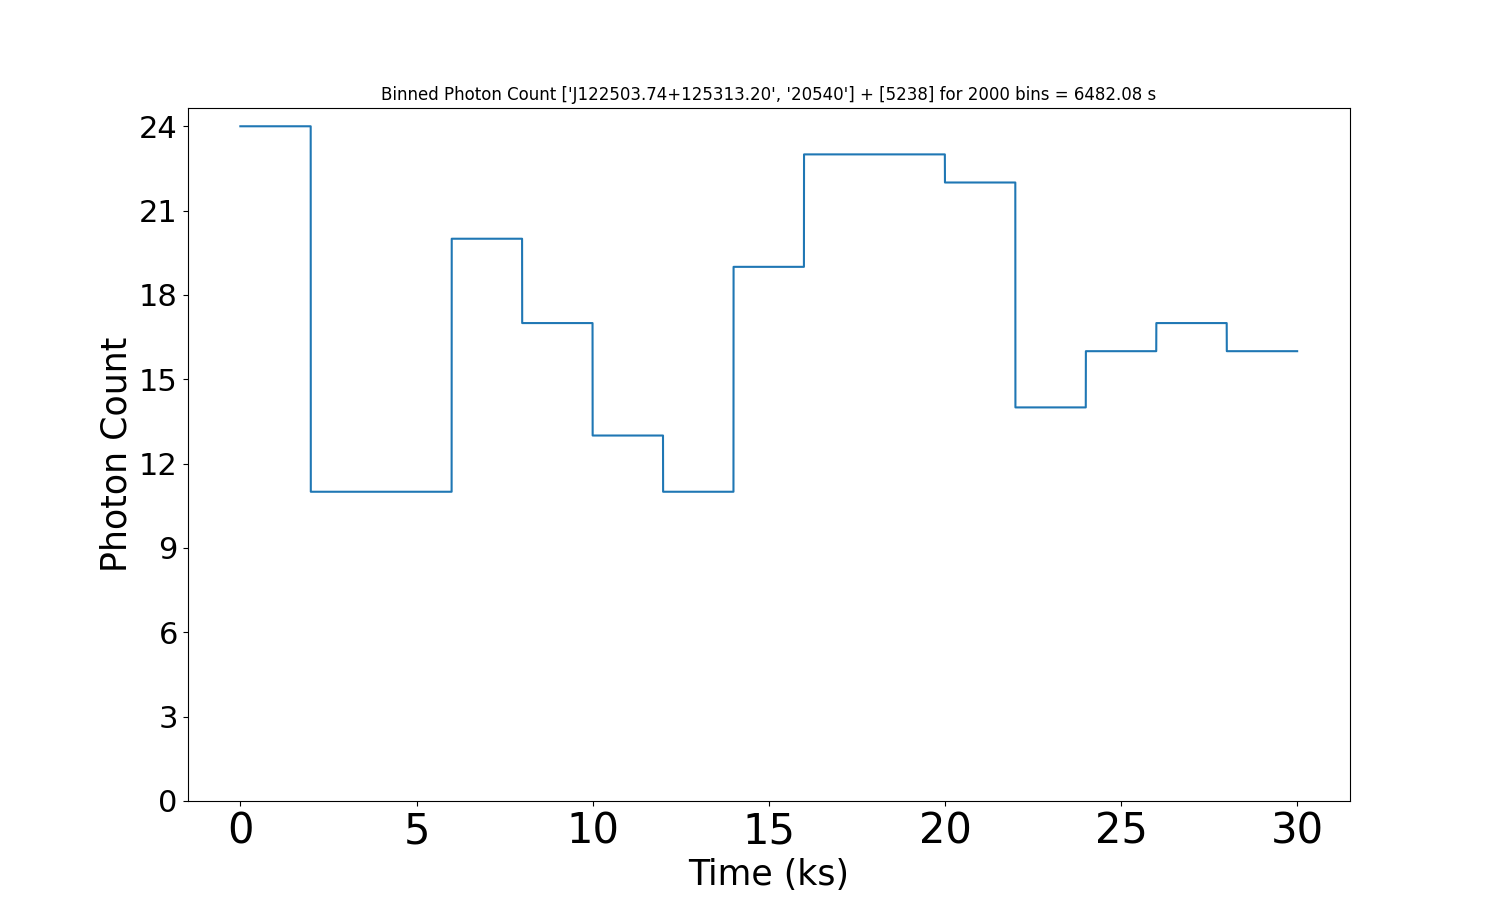 Binned Photon Count ['J122503.74+125313.20', '20540'] + [5238] for 2000 bins = 6482.08 s
24
21
18
15
12
9
6
3
0
Photon Count
0 5 10 15 20 25 30
Time (ks)